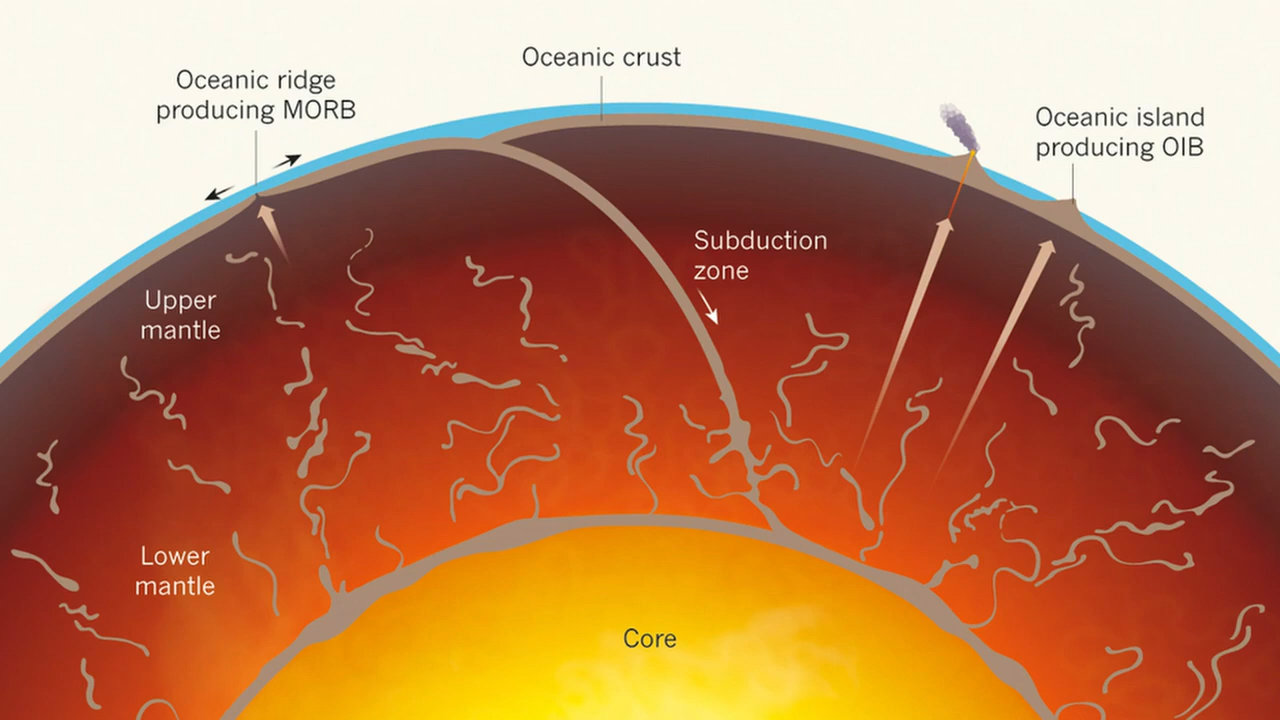 Oceanic crust
Oceanic ridge
producing MORB
Oceanic island
producing OIB
Subduction
zone
Upper
mantle
Lower
mantle
Core